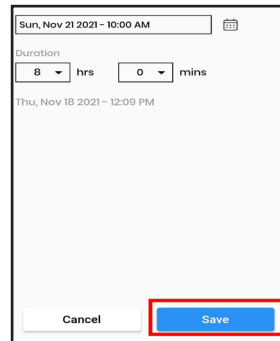 Sun, Nov 21 2021 - 10:00 AM
Duration
8 hrs 0 mins
Thu, Nov 18 2021 - 12:09 PM
Cancel Save